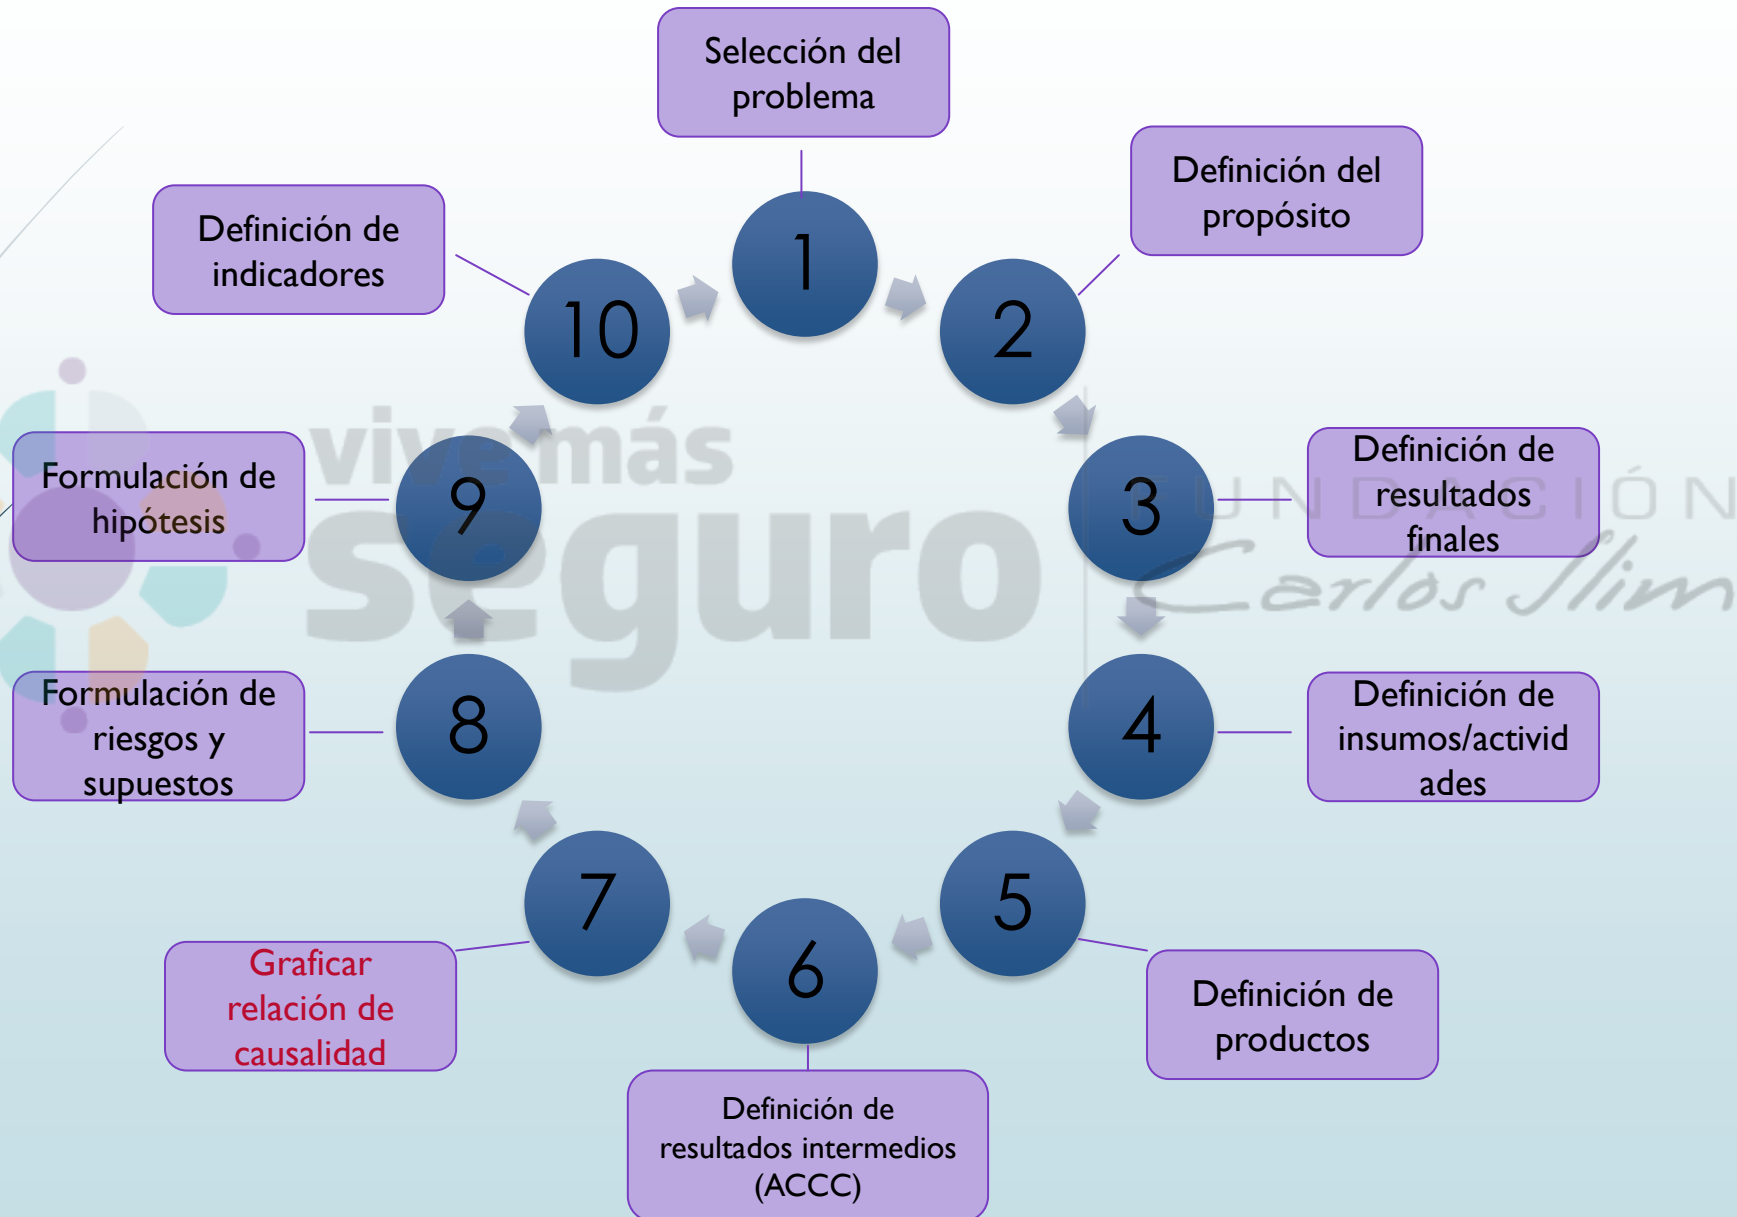 1
Selección del
problema
2
Definición del
propósito
3
Definición de
resultados
finales
4
Definición de
insumos/activid
ades
5
Definición de
productos
6
Definición de
resultados intermedios
(ACCC)
7
Graficar
relación de
causalidad
8
Formulación de
riesgos y
supuestos
9
Formulación de
hipótesis
10
Definición de
indicadores
vive más
seguro
FUNDACIÓN
Carlos Slim